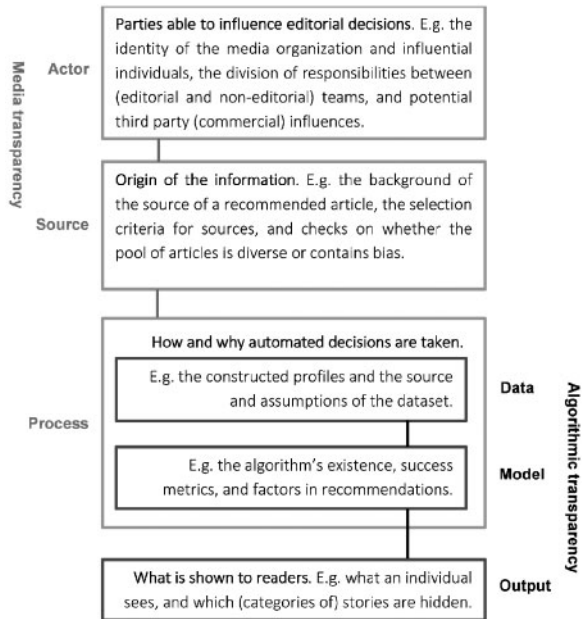 Media transparency
Actor
Parties able to influence editorial decisions. E.g. the
identity of the media organization and influential
individuals, the division of responsibilities between
(editorial and non-editorial) teams, and potential
third party (commercial) influences.
Source
Origin of the information. E.g. the background of
the source of a recommended article, the selection
criteria for sources, and checks on whether the
pool of articles is diverse or contains bias.
Process
How and why automated decisions are taken.
E.g. the constructed profiles and the source
and assumptions of the dataset.
Data
E.g. the algorithm's existence, success
metrics, and factors in recommendations.
Model
Algorithmic transparency
What is shown to readers. E.g. what an individual
sees, and which (categories of) stories are hidden.
Output